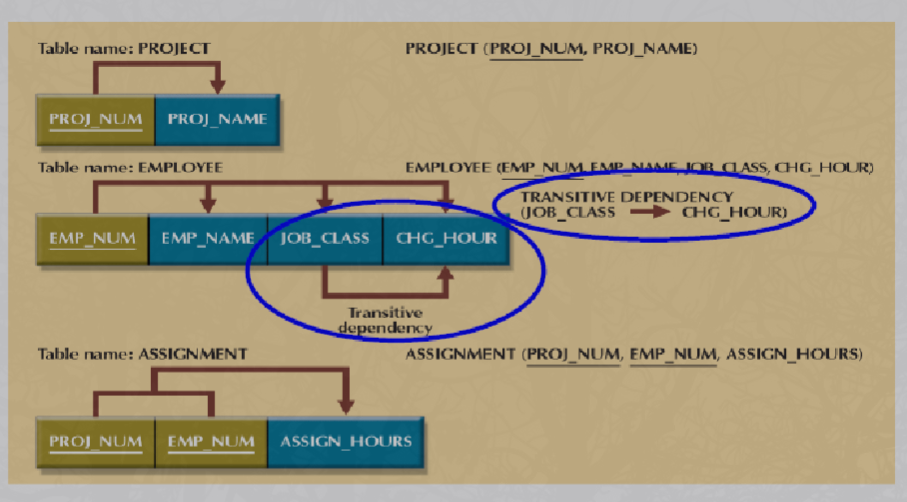 Table name: PROJECT
PROJECT (PROJ_NUM, PROJ_NAME)
PROJ_NUM PROJ_NAME
Table name: EMPLOYEE
EMPLOYEE (EMP_NUM, EMP_NAME, JOB_CLASS, CHG_HOUR)
TRANSITIVE DEPENDENCY
(JOB_CLASS → CHG_HOUR)
EMP_NUM EMP_NAME JOB_CLASS CHG_HOUR
Transitive
dependency
Table name: ASSIGNMENT
ASSIGNMENT (PROJ_NUM, EMP_NUM, ASSIGN_HOURS)
PROJ_NUM EMP_NUM ASSIGN_HOURS